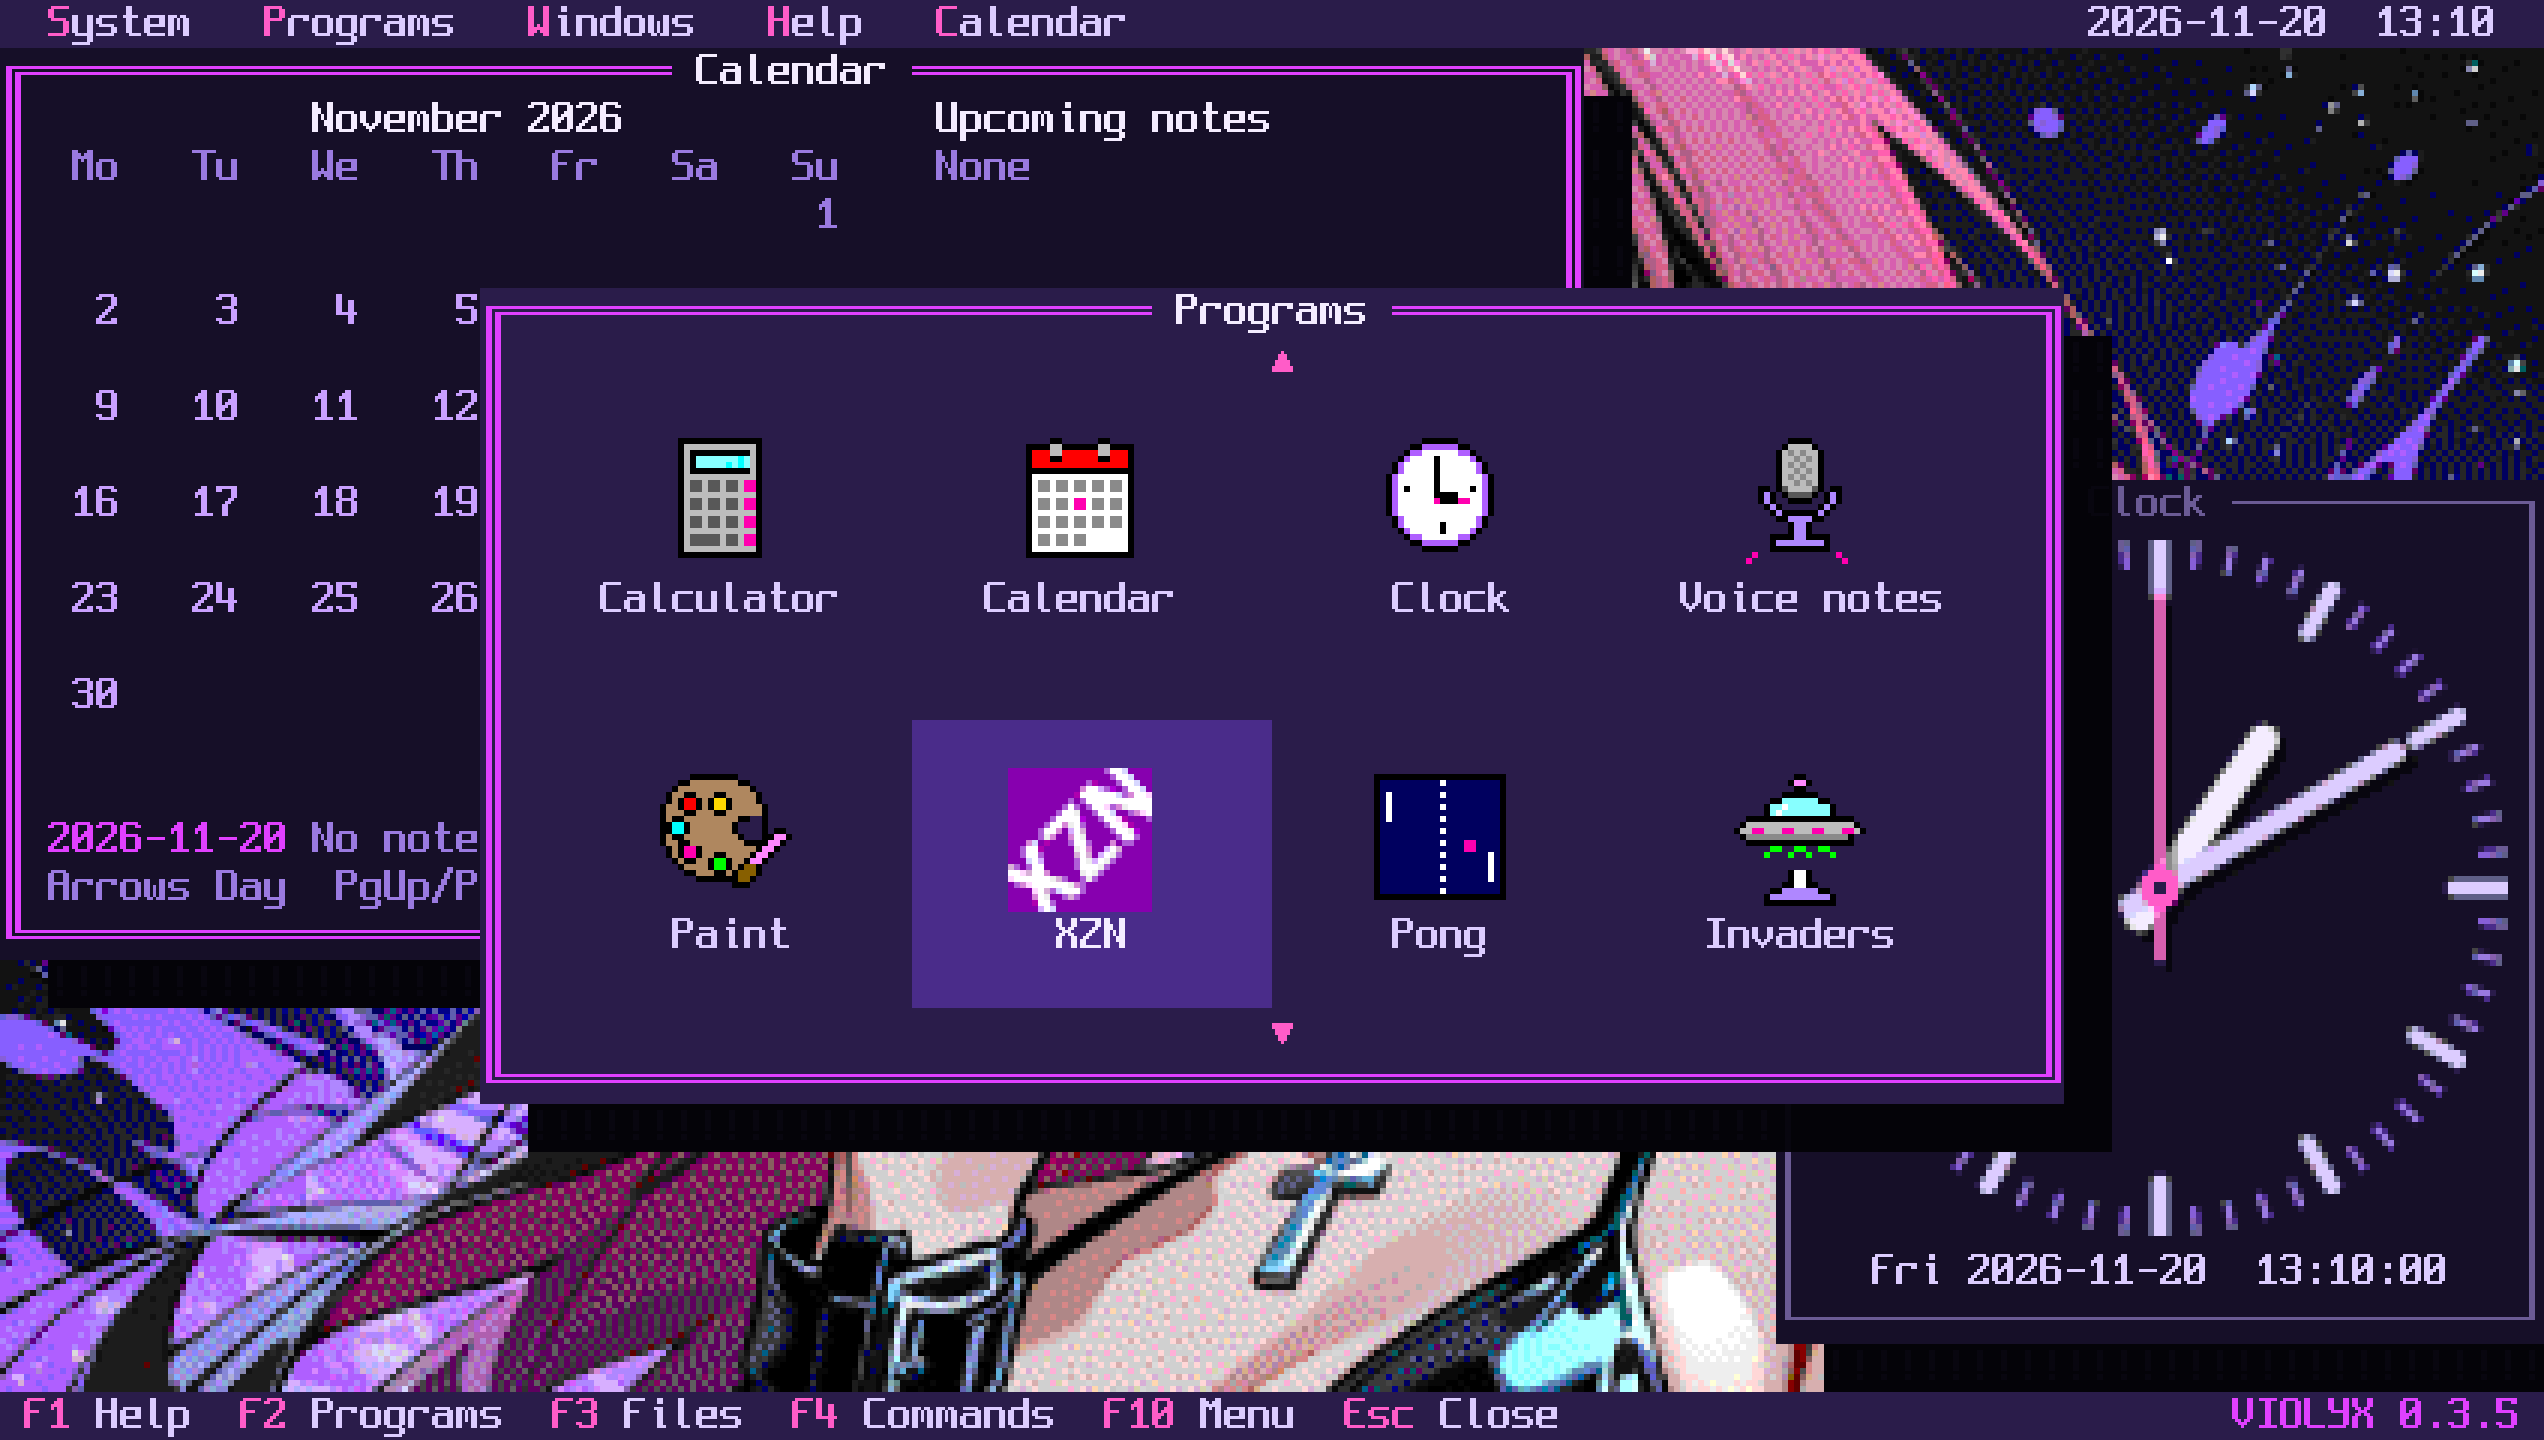 System Programs Windows Help Calendar 2026-11-20 13:10
Calendar
November 2026
Mo Tu We Th Fr Sa Su
1
2 3 4 5
9 10 11 12
16 17 18 19
23 24 25 26
30
2026-11-20 No note
Arrows Day PgUp/P
Upcoming notes
None
Programs
Calculator Calendar Clock Voice notes
XZN
Paint XZN Pong Invaders
Clock
Fri 2026-11-20 13:10:00
F1 Help F2 Programs F3 Files F4 Commands F10 Menu Esc Close VIOLYX 0.3.5